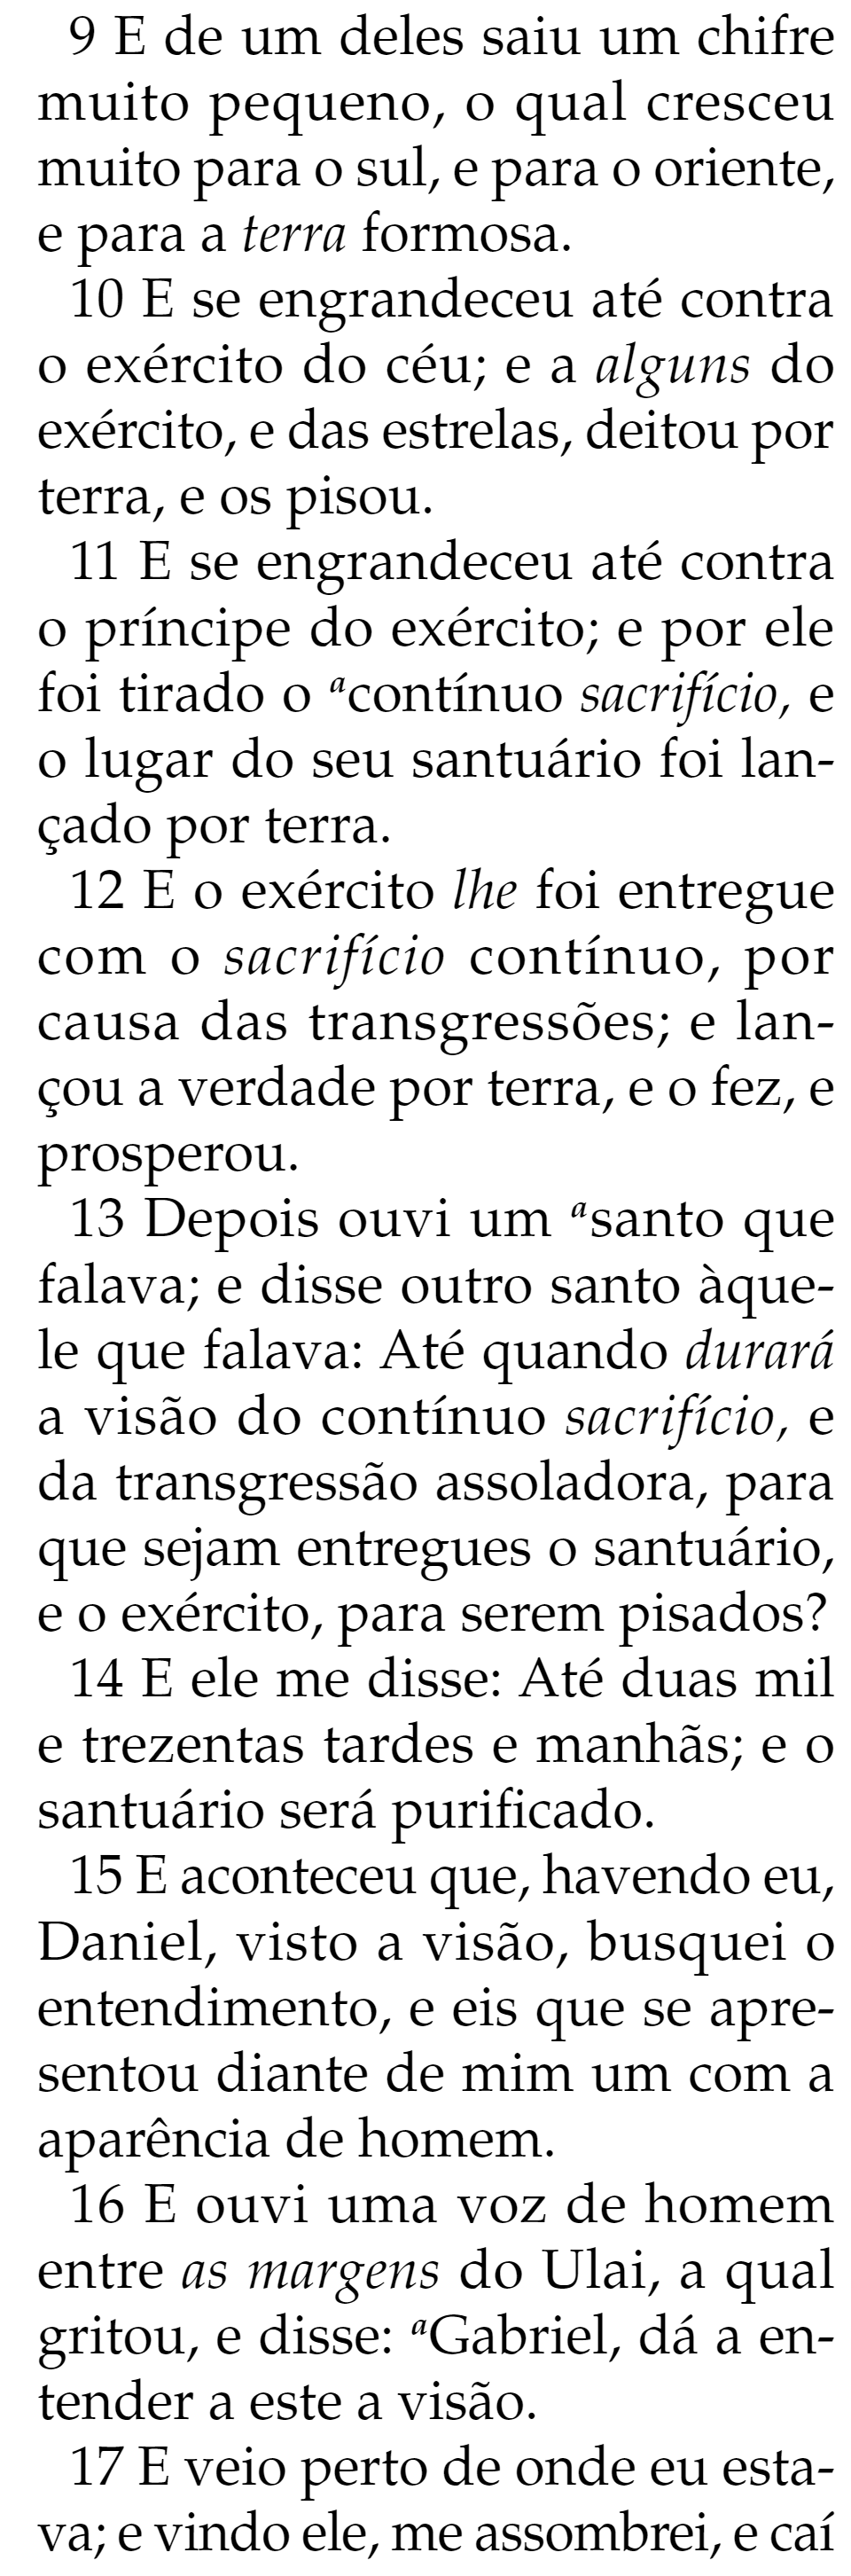 9 E de um deles saiu um chifre
muito pequeno, o qual cresceu
muito para o sul, e para o oriente,
e para a terra formosa.
10 E se engrandeceu até contra
o exército do céu; e a alguns do
exército, e das estrelas, deitou por
terra, e os pisou.
11 E se engrandeceu até contra
o príncipe do exército; e por ele
foi tirado o ᵃcontínuo sacrifício, e
o lugar do seu santuário foi lan-
çado por terra.
12 E o exército lhe foi entregue
com o sacrifício contínuo, por
causa das transgressões; e lan-
çou a verdade por terra, e o fez, e
prosperou.
13 Depois ouvi um ᵃsanto que
falava; e disse outro santo àque-
le que falava: Até quando durará
a visão do contínuo sacrifício, e
da transgressão assoladora, para
que sejam entregues o santuário,
e o exército, para serem pisados?
14 E ele me disse: Até duas mil
e trezentas tardes e manhãs; e o
santuário será purificado.
15 E aconteceu que, havendo eu,
Daniel, visto a visão, busquei o
entendimento, e eis que se apre-
sentou diante de mim um com a
aparência de homem.
16 E ouvi uma voz de homem
entre as margens do Ulai, a qual
gritou, e disse: ᵃGabriel, dá a en-
tender a este a visão.
17 E veio perto de onde eu esta-
va; e vindo ele, me assombrei, e caí